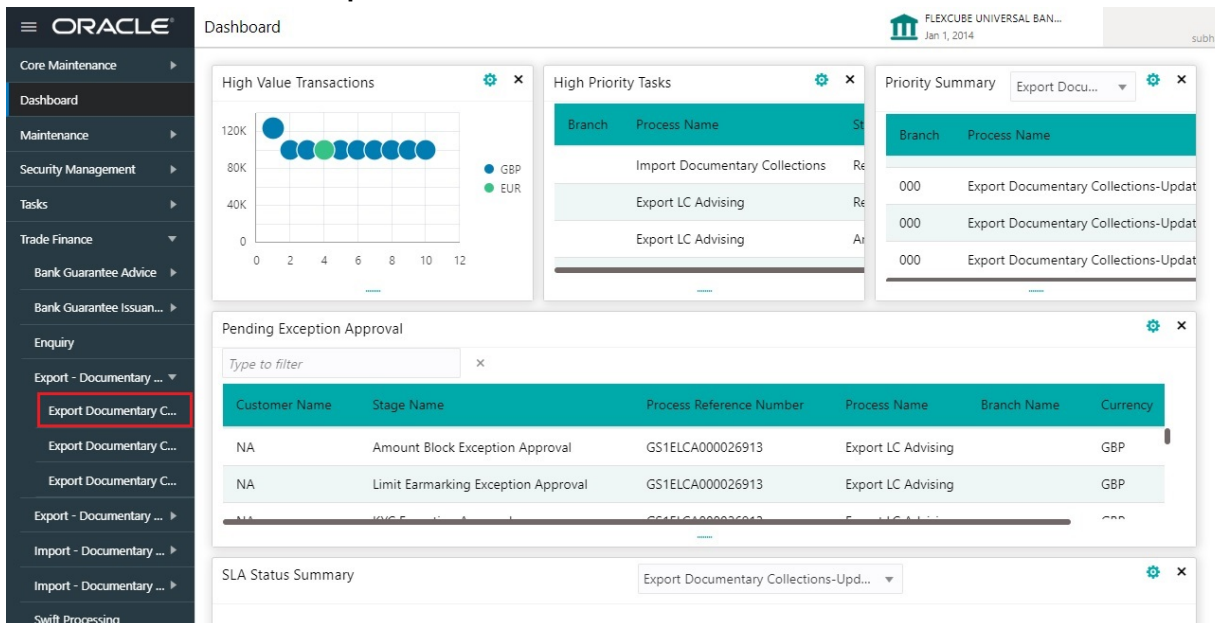 ORACLE
Dashboard
FLEXCUBE UNIVERSAL BAN...
Jan 1, 2014
subh
Core Maintenance
Dashboard
Maintenance
Security Management
Tasks
Trade Finance
Bank Guarantee Advice
Bank Guarantee Issuan...
Enquiry
Export - Documentary ...
Export Documentary C...
Export Documentary C...
Export Documentary C...
Export - Documentary ...
Import - Documentary ...
Import - Documentary ...
Swift Processing
High Value Transactions
120K
80K
40K
0
0 2 4 6 8 10 12
GBP
EUR
High Priority Tasks
Branch Process Name St
Import Documentary Collections Re
Export LC Advising Re
Export LC Advising Ar
Priority Summary Export Docu...
Branch Process Name
000 Export Documentary Collections-Updat
000 Export Documentary Collections-Updat
000 Export Documentary Collections-Updat
Pending Exception Approval
Type to filter
Customer Name Stage Name Process Reference Number Process Name Branch Name Currency
NA Amount Block Exception Approval GS1ELCA000026913 Export LC Advising GBP
NA Limit Earmarking Exception Approval GS1ELCA000026913 Export LC Advising GBP
SLA Status Summary Export Documentary Collections-Upd...